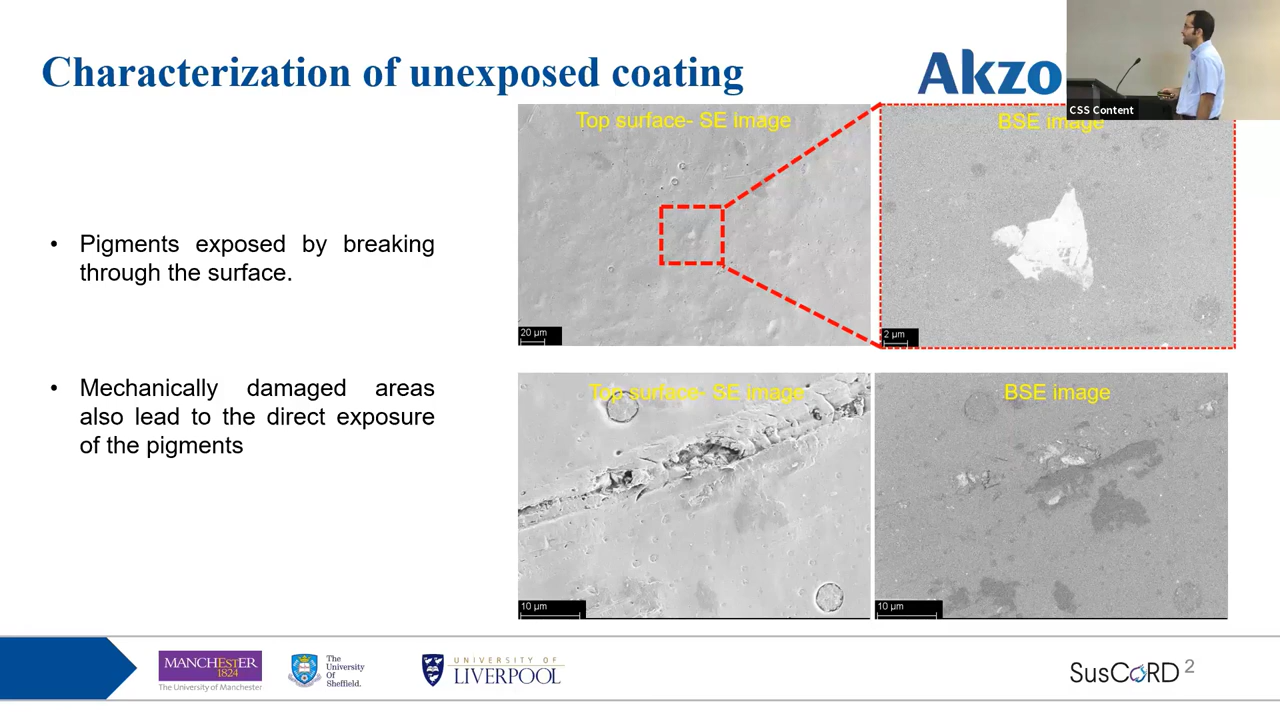 Characterization of unexposed coating
Akzo
CSS Content
Top surface- SE image
BSE image
• Pigments exposed by breaking
through the surface.
20 µm
2 µm
• Mechanically damaged areas
also lead to the direct exposure
of the pigments
Top surface- SE image
BSE image
10 µm
10 µm
MANCHESTER
1824
The University of Manchester
The
University
Of
Sheffield.
UNIVERSITY OF
LIVERPOOL
SusCoRD
2